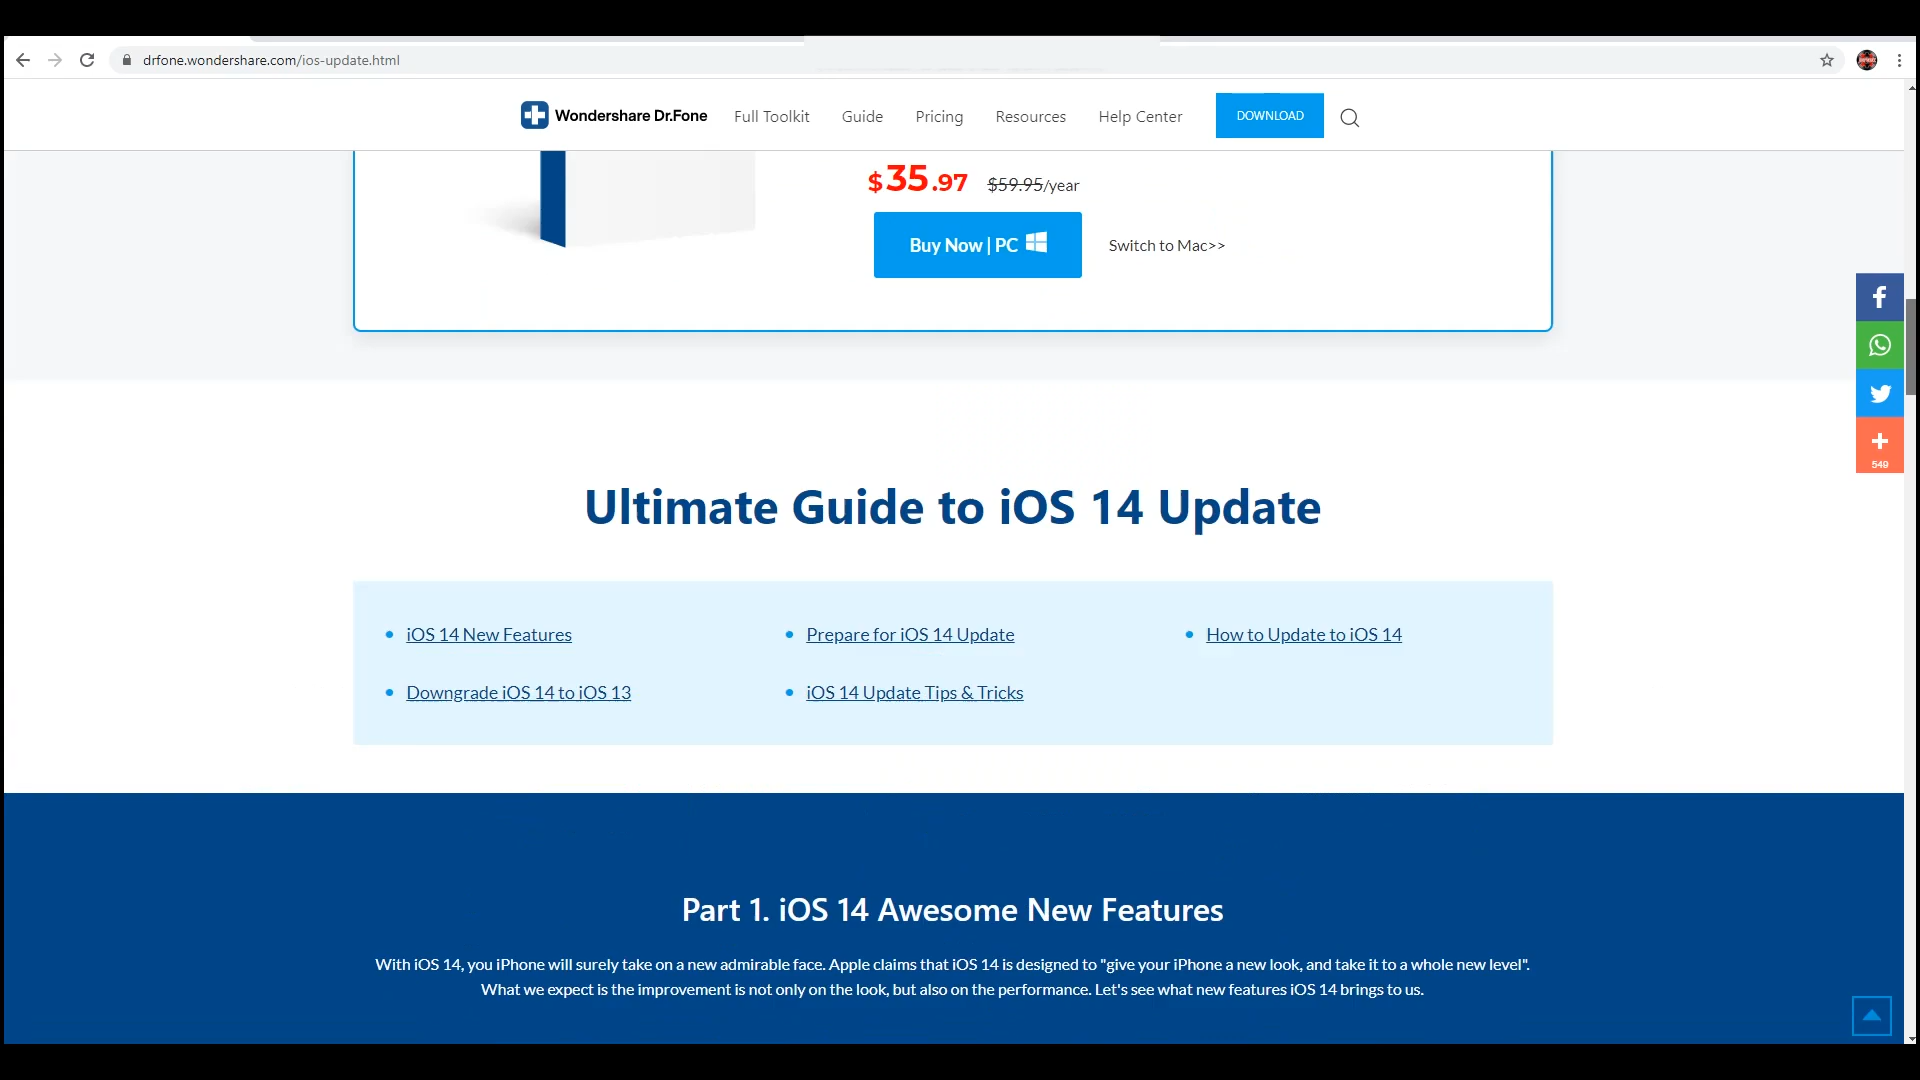 drfone.wondershare.com/ios-update.html
Wondershare Dr.Fone Full Toolkit Guide Pricing Resources Help Center DOWNLOAD
$35.97 $59.95/year
Buy Now | PC Switch to Mac>>
549
Ultimate Guide to iOS 14 Update
iOS 14 New Features Prepare for iOS 14 Update How to Update to iOS 14
Downgrade iOS 14 to iOS 13 iOS 14 Update Tips & Tricks
Part 1. iOS 14 Awesome New Features
With iOS 14, you iPhone will surely take on a new admirable face. Apple claims that iOS 14 is designed to "give your iPhone a new look, and take it to a whole new level".
What we expect is the improvement is not only on the look, but also on the performance. Let's see what new features iOS 14 brings to us.